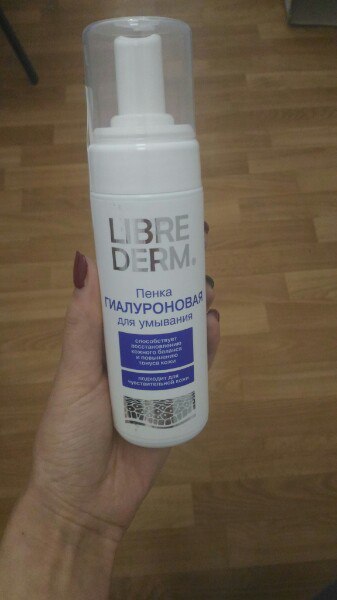 LIBRE
DERM.
Пенка
ГИАЛУРОНОВАЯ
для умывания
способствует
восстановлению
кожного баланса
и повышению
тонуса кожи
подходит для
чувствительной кожи